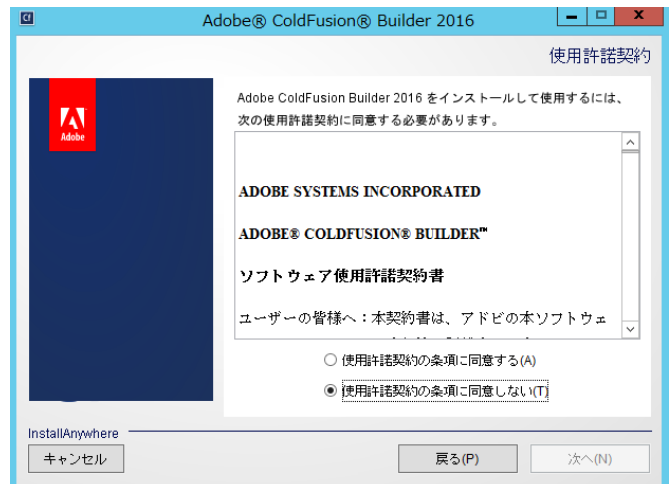 Cf
Adobe® ColdFusion® Builder 2016
使用許諾契約
Adobe
Adobe ColdFusion Builder 2016 をインストールして使用するには、
次の使用許諾契約に同意する必要があります。
ADOBE SYSTEMS INCORPORATED
ADOBE® COLDFUSION® BUILDER™
ソフトウェア使用許諾契約書
ユーザーの皆様へ：本契約書は、アドビの本ソフトウェ
使用許諾契約の条項に同意する(A)
使用許諾契約の条項に同意しない(T)
InstallAnywhere
キャンセル
戻る(P)
次へ(N)